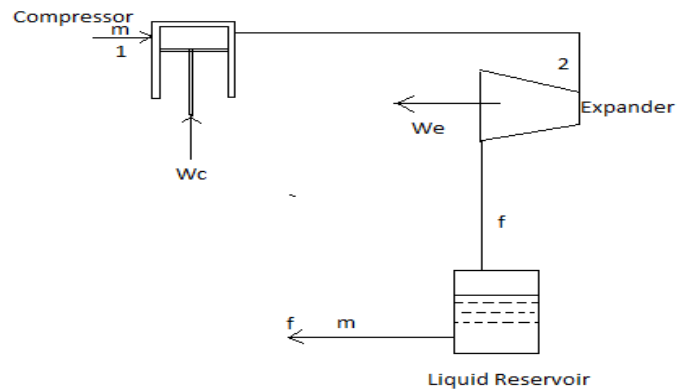 Compressor
m
1
2
Expander
We
Wc
f
f
m
Liquid Reservoir